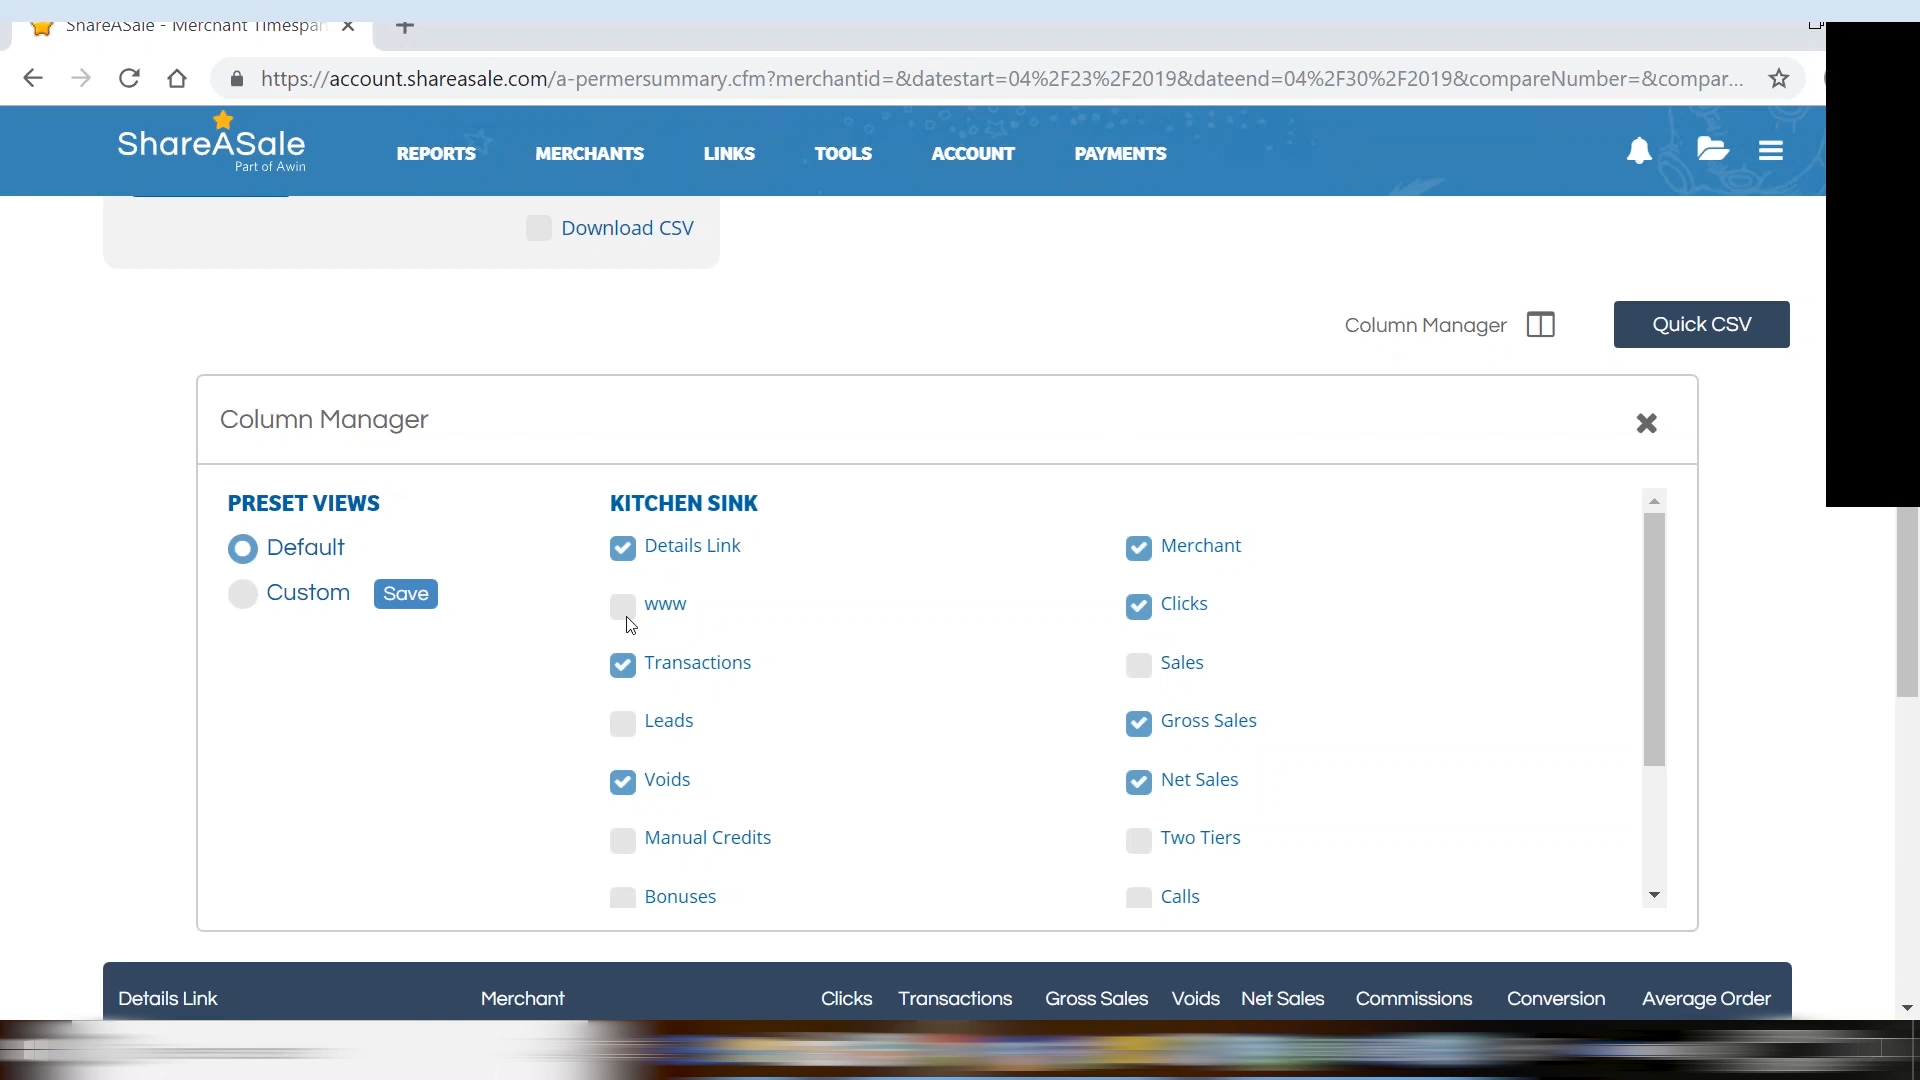 ShareASale - Merchant Timespan
https://account.shareasale.com/a-permersummary.cfm?merchantid=&datestart=04%2F23%2F2019&dateend=04%2F30%2F2019&compareNumber=&compar...
ShareASale
Part of Awin
REPORTS MERCHANTS LINKS TOOLS ACCOUNT PAYMENTS
Download CSV
Column Manager
Quick CSV
Column Manager
PRESET VIEWS
Default
Custom Save
KITCHEN SINK
Details Link Merchant
www Clicks
Transactions Sales
Leads Gross Sales
Voids Net Sales
Manual Credits Two Tiers
Bonuses Calls
Details Link Merchant Clicks Transactions Gross Sales Voids Net Sales Commissions Conversion Average Order